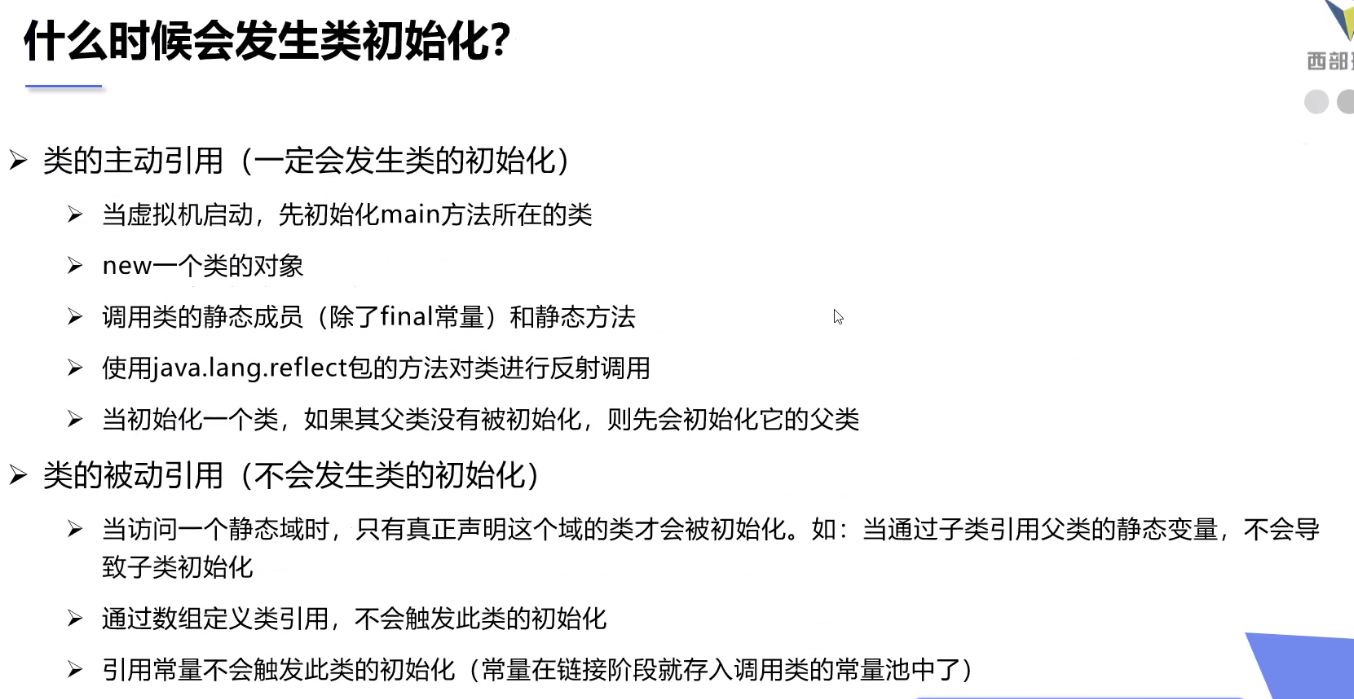 什么时候会发生类初始化？
西部
类的主动引用（一定会发生类的初始化）
当虚拟机启动，先初始化main方法所在的类
new一个类的对象
调用类的静态成员（除了final常量）和静态方法
使用java.lang.reflect包的方法对类进行反射调用
当初始化一个类，如果其父类没有被初始化，则先会初始化它的父类
类的被动引用（不会发生类的初始化）
当访问一个静态域时，只有真正声明这个域的类才会被初始化。如：当通过子类引用父类的静态变量，不会导
致子类初始化
通过数组定义类引用，不会触发此类的初始化
引用常量不会触发此类的初始化（常量在链接阶段就存入调用类的常量池中了）